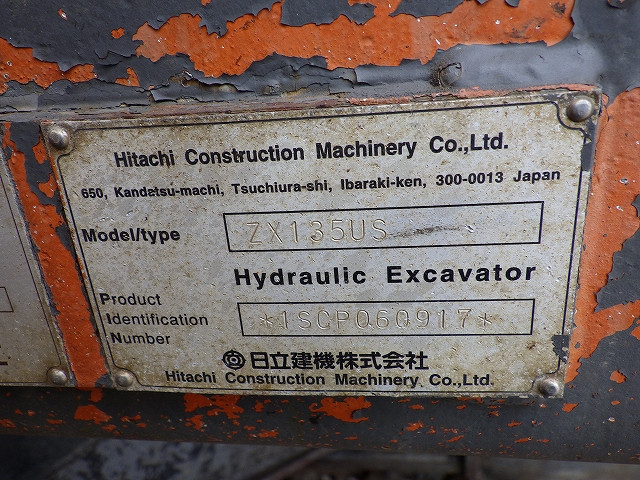 Hitachi Construction Machinery Co.,Ltd.
650, Kandatsu-machi, Tsuchiura-shi, Ibaraki-ken, 300-0013 Japan
Model/type ZX135US
Hydraulic Excavator
Product
Identification *1SCP060917*
Number
日立建機株式会社
Hitachi Construction Machinery Co.,Ltd.